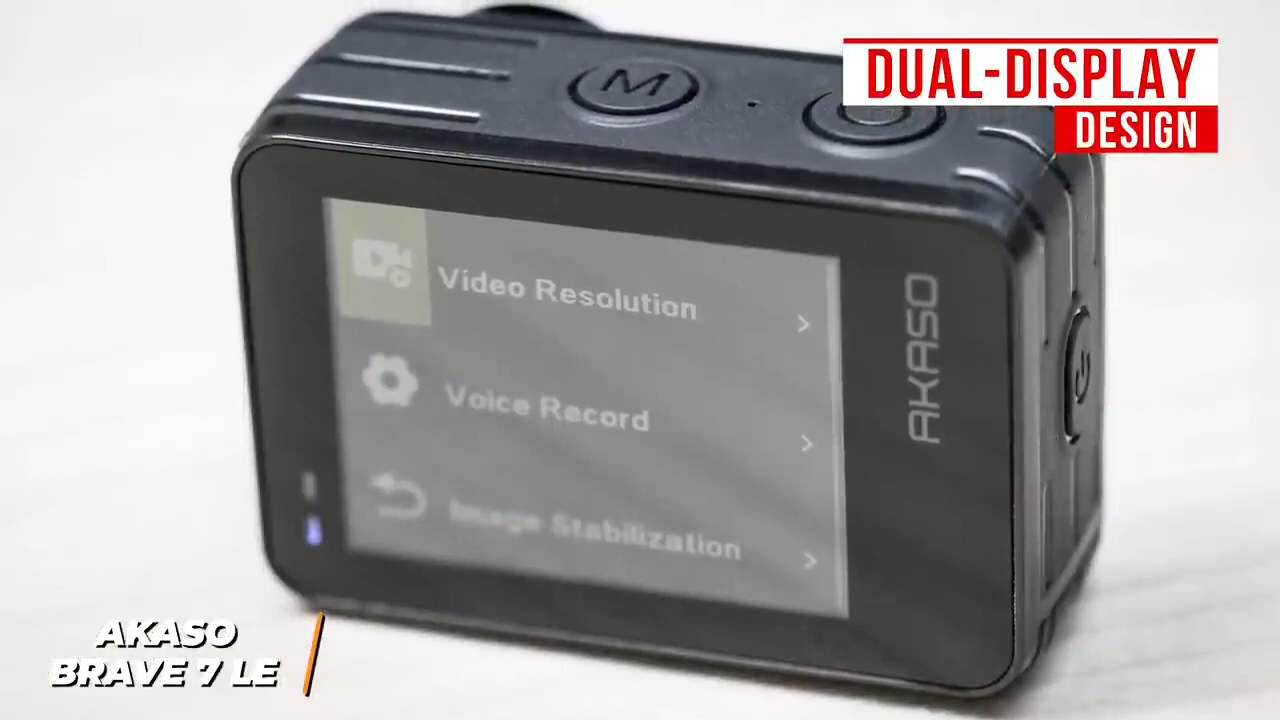 DUAL-DISPLAY
DESIGN
M
Video Resolution
Voice Record
Image Stabilization
AKASO
AKASO
BRAVE 7 LE